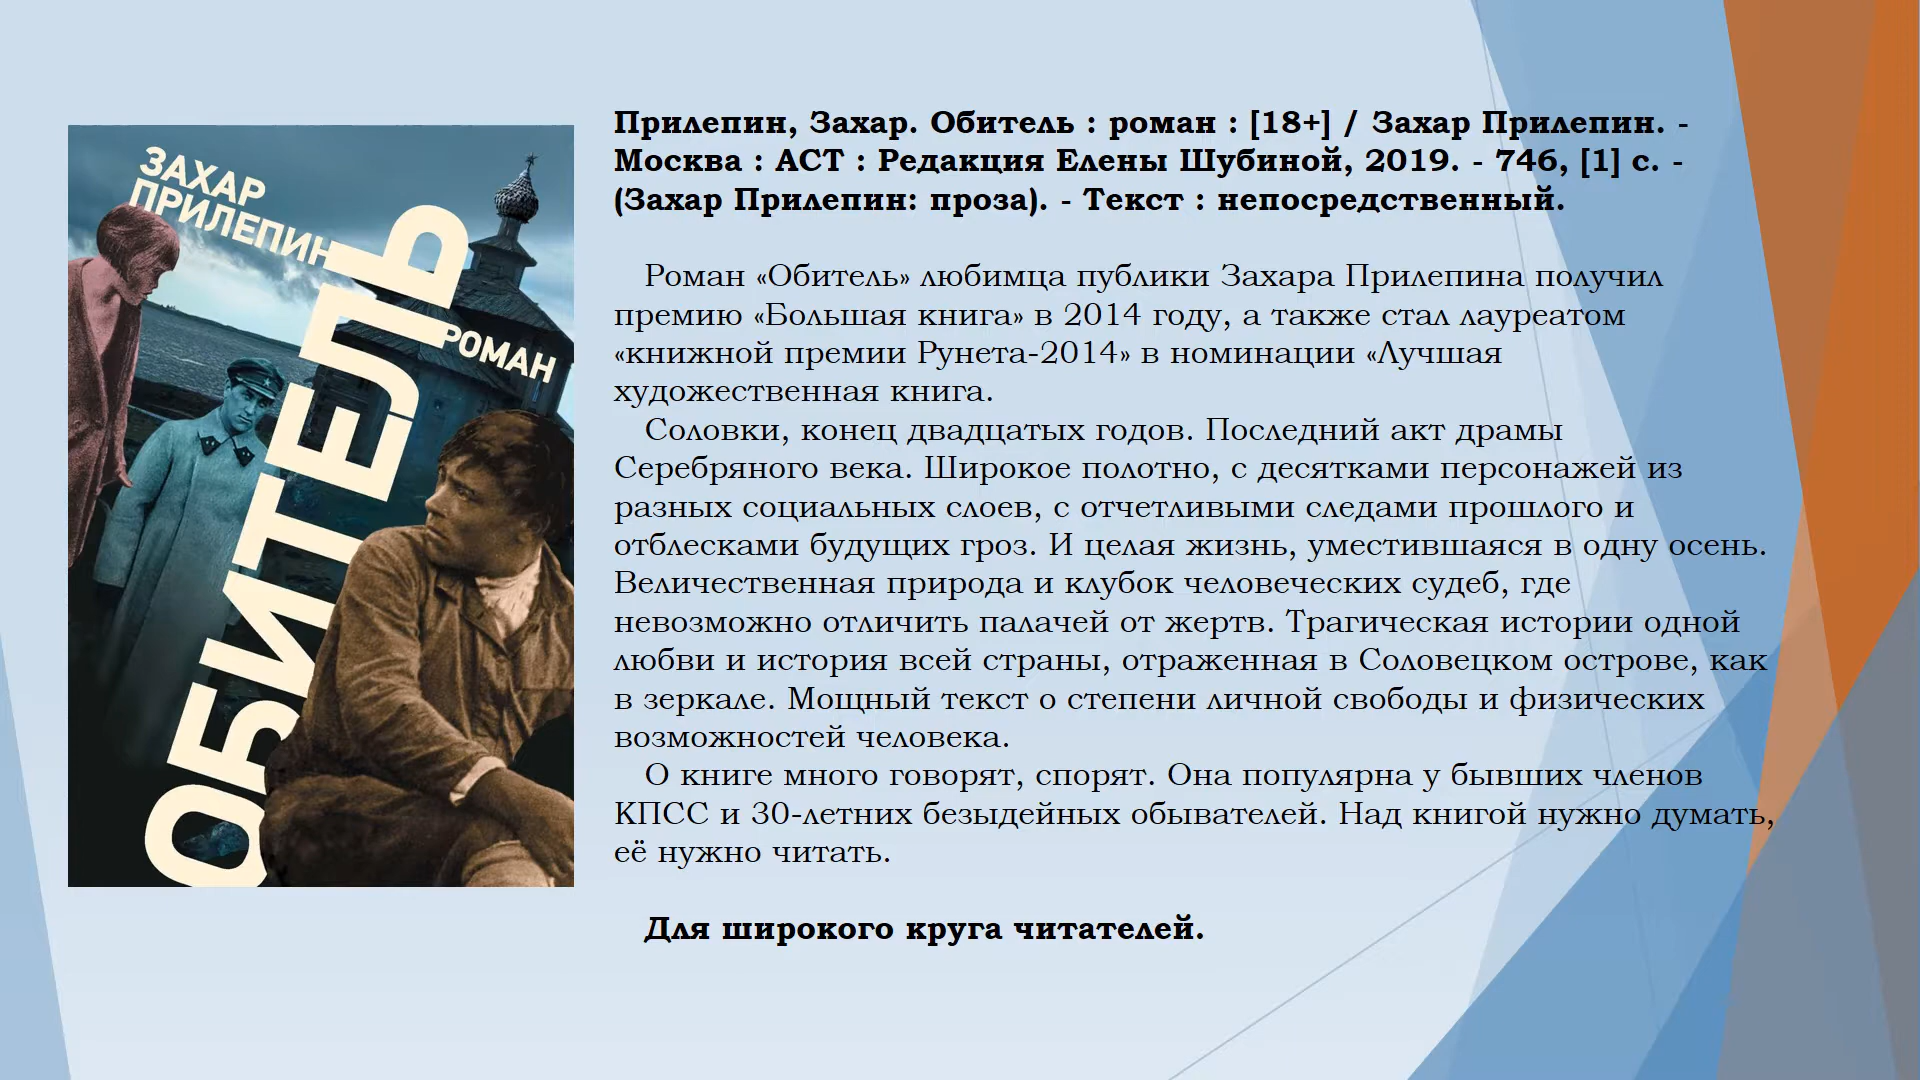 ЗАХАР
ПРИЛЕПИН
ОБИТЕЛЬ
РОМАН
Прилепин, Захар. Обитель : роман : [18+] / Захар Прилепин. -
Москва : АСТ : Редакция Елены Шубиной, 2019. - 746, [1] с. -
(Захар Прилепин: проза). - Текст : непосредственный.
Роман «Обитель» любимца публики Захара Прилепина получил
премию «Большая книга» в 2014 году, а также стал лауреатом
«книжной премии Рунета-2014» в номинации «Лучшая
художественная книга.
Соловки, конец двадцатых годов. Последний акт драмы
Серебряного века. Широкое полотно, с десятками персонажей из
разных социальных слоев, с отчетливыми следами прошлого и
отблесками будущих гроз. И целая жизнь, уместившаяся в одну осень.
Величественная природа и клубок человеческих судеб, где
невозможно отличить палачей от жертв. Трагическая истории одной
любви и история всей страны, отраженная в Соловецком острове, как
в зеркале. Мощный текст о степени личной свободы и физических
возможностей человека.
О книге много говорят, спорят. Она популярна у бывших членов
КПСС и 30-летних безыдейных обывателей. Над книгой нужно думать,
её нужно читать.
Для широкого круга читателей.